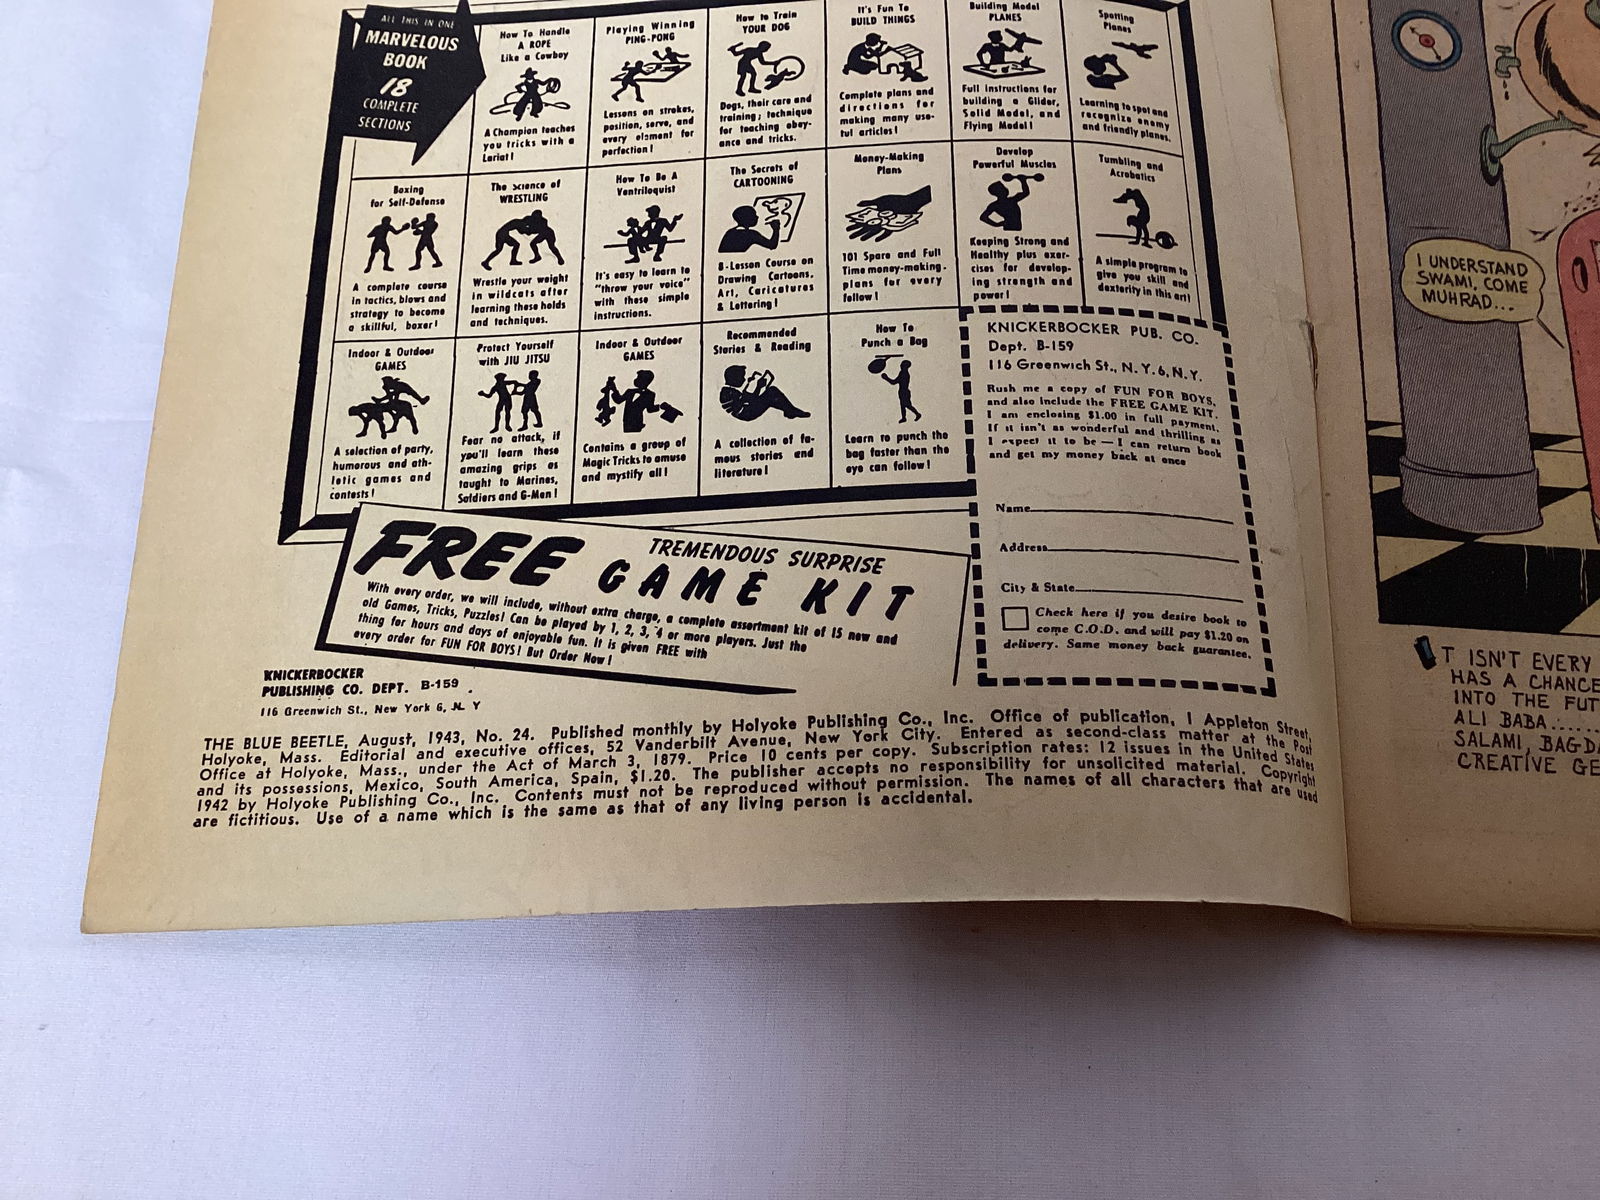 ALL THIS IN ONE
MARVELOUS
BOOK
18
COMPLETE
SECTIONS
How To Handle
A ROPE
Like a Cowboy
A Champion teaches
you tricks with a
Lariat!
Playing Winning
PING-PONG
Lessons on strokes,
position, serve, and
every element for
perfection!
How to Train
YOUR DOG
Dogs, their care and
training; technique
for teaching obey-
ance and tricks.
It's Fun To
BUILD THINGS
Complete plans and
directions for
making many use-
ful articles!
Building Model
PLANES
Full instructions for
building a Glider,
Solid Model, and
Flying Model!
Spotting
Planes
Learning to spot and
recognize enemy
and friendly planes.
Boxing
for Self-Defense
A complete course
in tactics, blows and
strategy to become
a skillful, boxer!
The Science of
WRESTLING
Wrestle your weight
in wildcats after
learning these holds
and techniques.
How To Be A
Ventriloquist
It's easy to learn to
"throw your voice"
with these simple
instructions.
The Secrets of
CARTOONING
8-Lesson Course on
Drawing Cartoons,
Art, Caricatures
& Lettering!
Money-Making
Plans
101 Spare and Full
Time money-making-
plans for every
fellow!
Develop
Powerful Muscles
Keeping Strong and
Healthy plus exer-
cises for develop-
ing strength and
power!
Tumbling and
Acrobatics
A simple program to
give you skill and
dexterity in this art!
Indoor & Outdoor
GAMES
A selection of party,
humorous and ath-
letic games and
contests!
Protect Yourself
with JIU JITSU
Fear no attack, if
you'll learn these
amazing grips as
taught to Marines,
Soldiers and G-Men!
Indoor & Outdoor
GAMES
Contains a group of
Magic Tricks to amuse
and mystify all!
Recommended
Stories & Reading
A collection of fa-
mous stories and
literature!
How To
Punch a Bag
Learn to punch the
bag faster than the
eye can follow!
KNICKERBOCKER PUB. CO.
Dept. B-159
116 Greenwich St., N.Y. 6, N.Y.
Rush me a copy of FUN FOR BOYS,
and also include the FREE GAME KIT.
I am enclosing $1.00 in full payment.
If it isn't as wonderful and thrilling as
I expect it to be — I can return book
and get my money back at once
Name
Address
City & State
Check here if you desire book to
come C.O.D. and will pay $1.20 on
delivery. Same money back guarantee.
FREE TREMENDOUS SURPRISE
GAME KIT
With every order, we will include, without extra charge, a complete assortment kit of 15 new and
old Games, Tricks, Puzzles! Can be played by 1, 2, 3, 4 or more players. Just the
thing for hours and days of enjoyable fun. It is given FREE with
every order for FUN FOR BOYS! But Order Now!
KNICKERBOCKER
PUBLISHING CO. DEPT. B-159
116 Greenwich St., New York 6, N. Y
THE BLUE BEETLE, August, 1943, No. 24. Published monthly by Holyoke Publishing Co., Inc. Office of publication, 1 Appleton Street,
Holyoke, Mass. Editorial and executive offices, 52 Vanderbilt Avenue, New York City. Entered as second-class matter at the Post
Office at Holyoke, Mass., under the Act of March 3, 1879. Price 10 cents per copy. Subscription rates: 12 issues in the United States
and its possessions, Mexico, South America, Spain, $1.20. The publisher accepts no responsibility for unsolicited material. Copyright
1942 by Holyoke Publishing Co., Inc. Contents must not be reproduced without permission. The names of all characters that are used
are fictitious. Use of a name which is the same as that of any living person is accidental.
I UNDERSTAND
SWAMI, COME
MUHRAD...
IT ISN'T EVERY
HAS A CHANCE
INTO THE FUT
ALI BABA......
SALAMI, BAGDA
CREATIVE GE